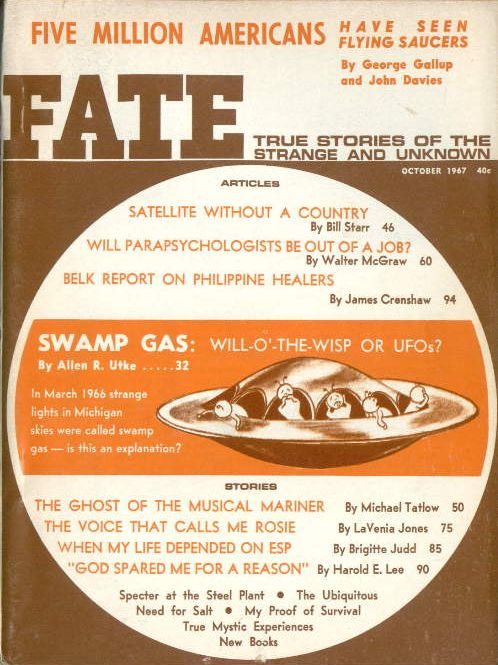 FIVE MILLION AMERICANS HAVE SEEN
FLYING SAUCERS
By George Gallup
and John Davies
FATE
TRUE STORIES OF THE
STRANGE AND UNKNOWN
OCTOBER 1967 40¢
ARTICLES
SATELLITE WITHOUT A COUNTRY
By Bill Starr 46
WILL PARAPSYCHOLOGISTS BE OUT OF A JOB?
By Walter McGraw 60
BELK REPORT ON PHILIPPINE HEALERS
By James Crenshaw 94
SWAMP GAS: WILL-O'-THE-WISP OR UFOs?
By Allen R. Utke .....32
In March 1966 strange
lights in Michigan
skies were called swamp
gas — is this an explanation?
STORIES
THE GHOST OF THE MUSICAL MARINER By Michael Tatlow 50
THE VOICE THAT CALLS ME ROSIE By LaVenia Jones 75
WHEN MY LIFE DEPENDED ON ESP By Brigitte Judd 85
"GOD SPARED ME FOR A REASON" By Harold E. Lee 90
Specter at the Steel Plant • The Ubiquitous
Need for Salt • My Proof of Survival
True Mystic Experiences
New Books